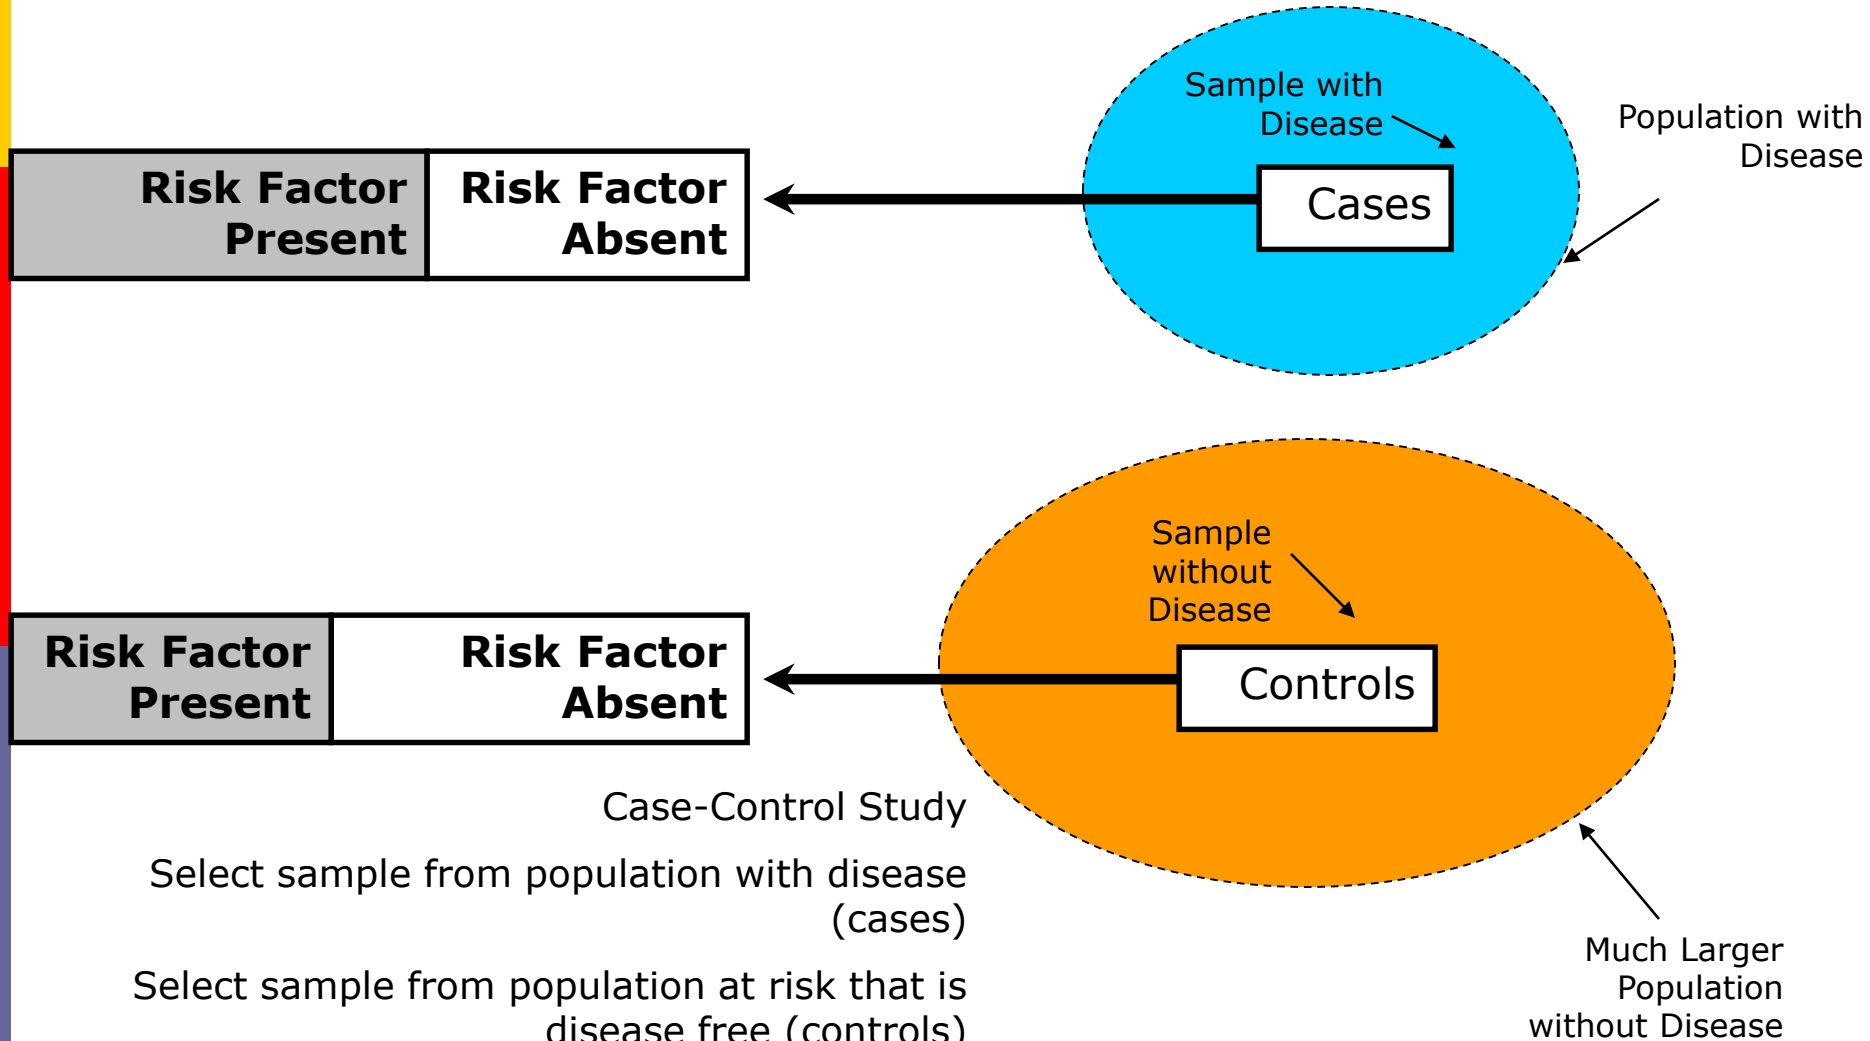 Sample with
Disease
Population with
Disease
Risk Factor
Present
Risk Factor
Absent
Cases
Sample
without
Disease
Risk Factor
Present
Risk Factor
Absent
Controls
Case-Control Study
Select sample from population with disease
(cases)
Select sample from population at risk that is
disease free (controls)
Much Larger
Population
without Disease